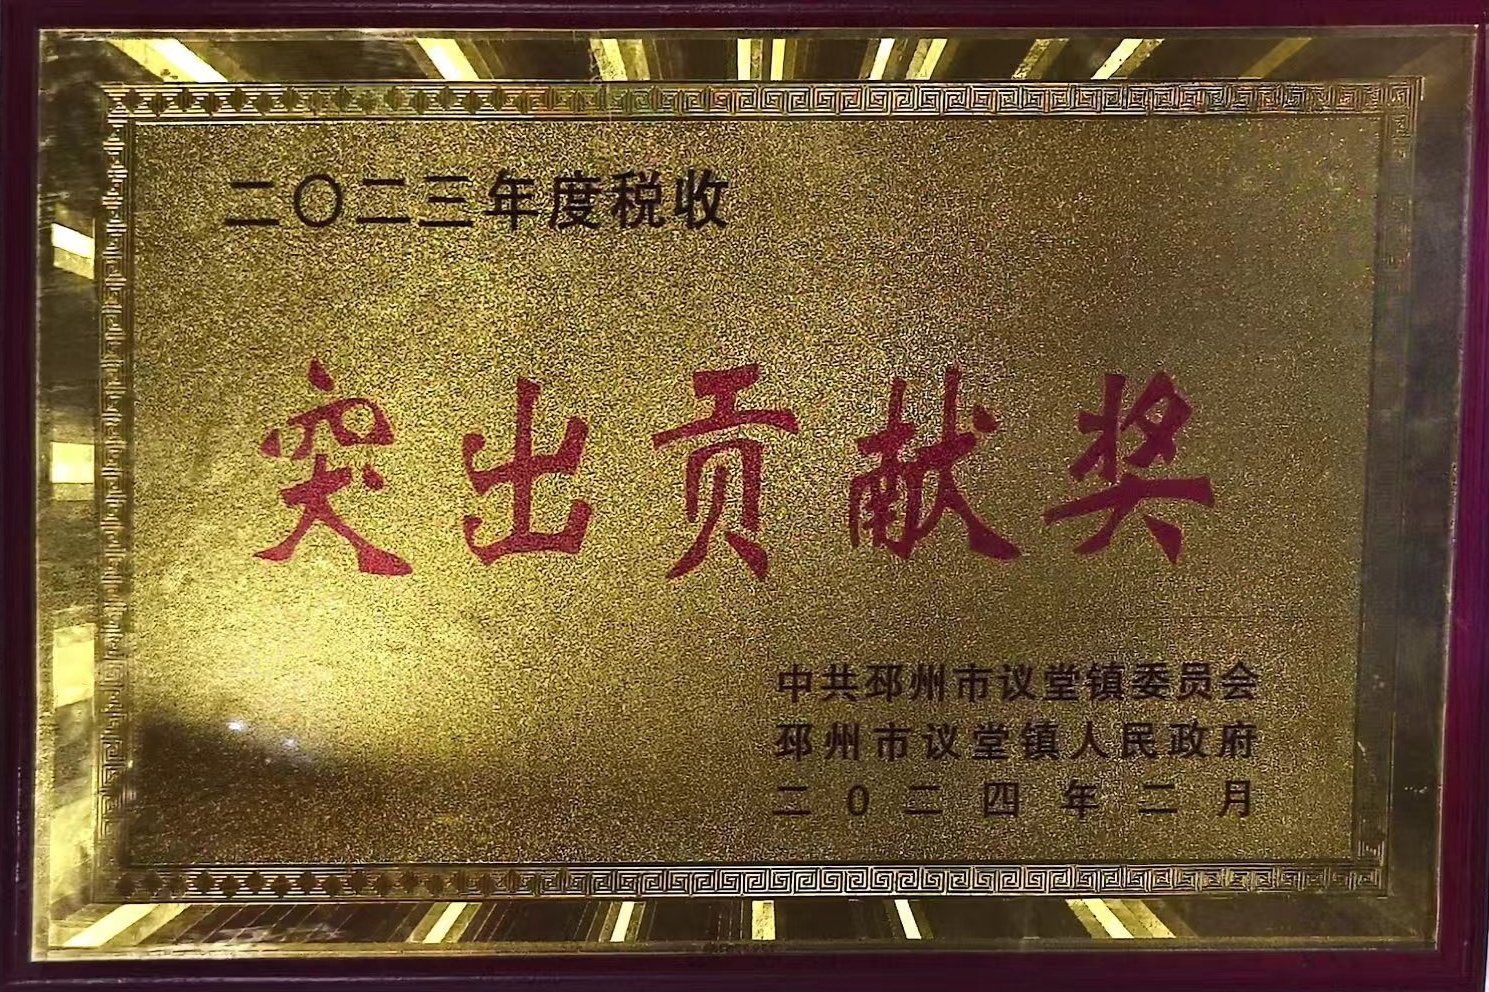 二〇二三年度税收
突出贡献奖
中共邳州市议堂镇委员会
邳州市议堂镇人民政府
二0二四年二月